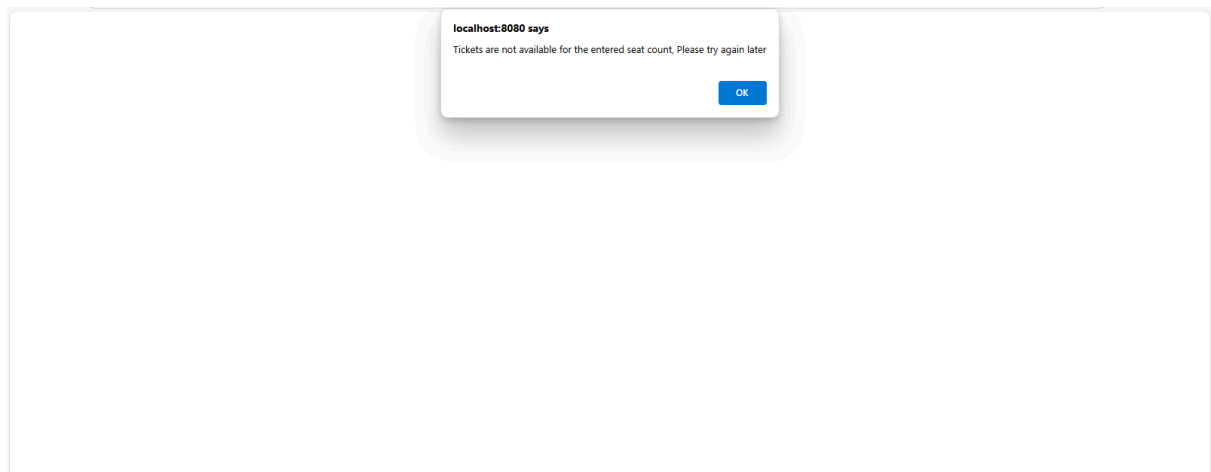 localhost:8080 says
Tickets are not available for the entered seat count, Please try again later
OK